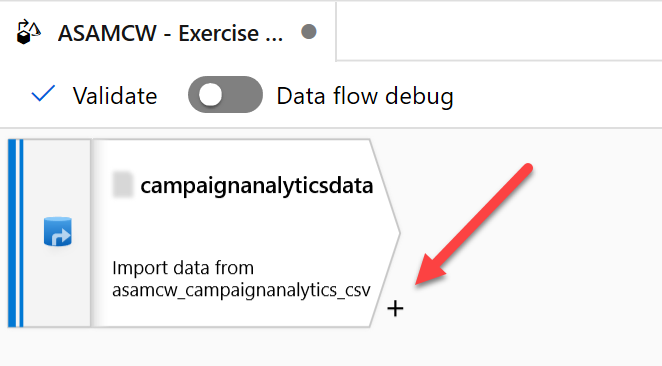 ASAMCW - Exercise ...
Validate
Data flow debug
campaignanalyticsdata
Import data from
asamcw_campaignanalytics_csv
+